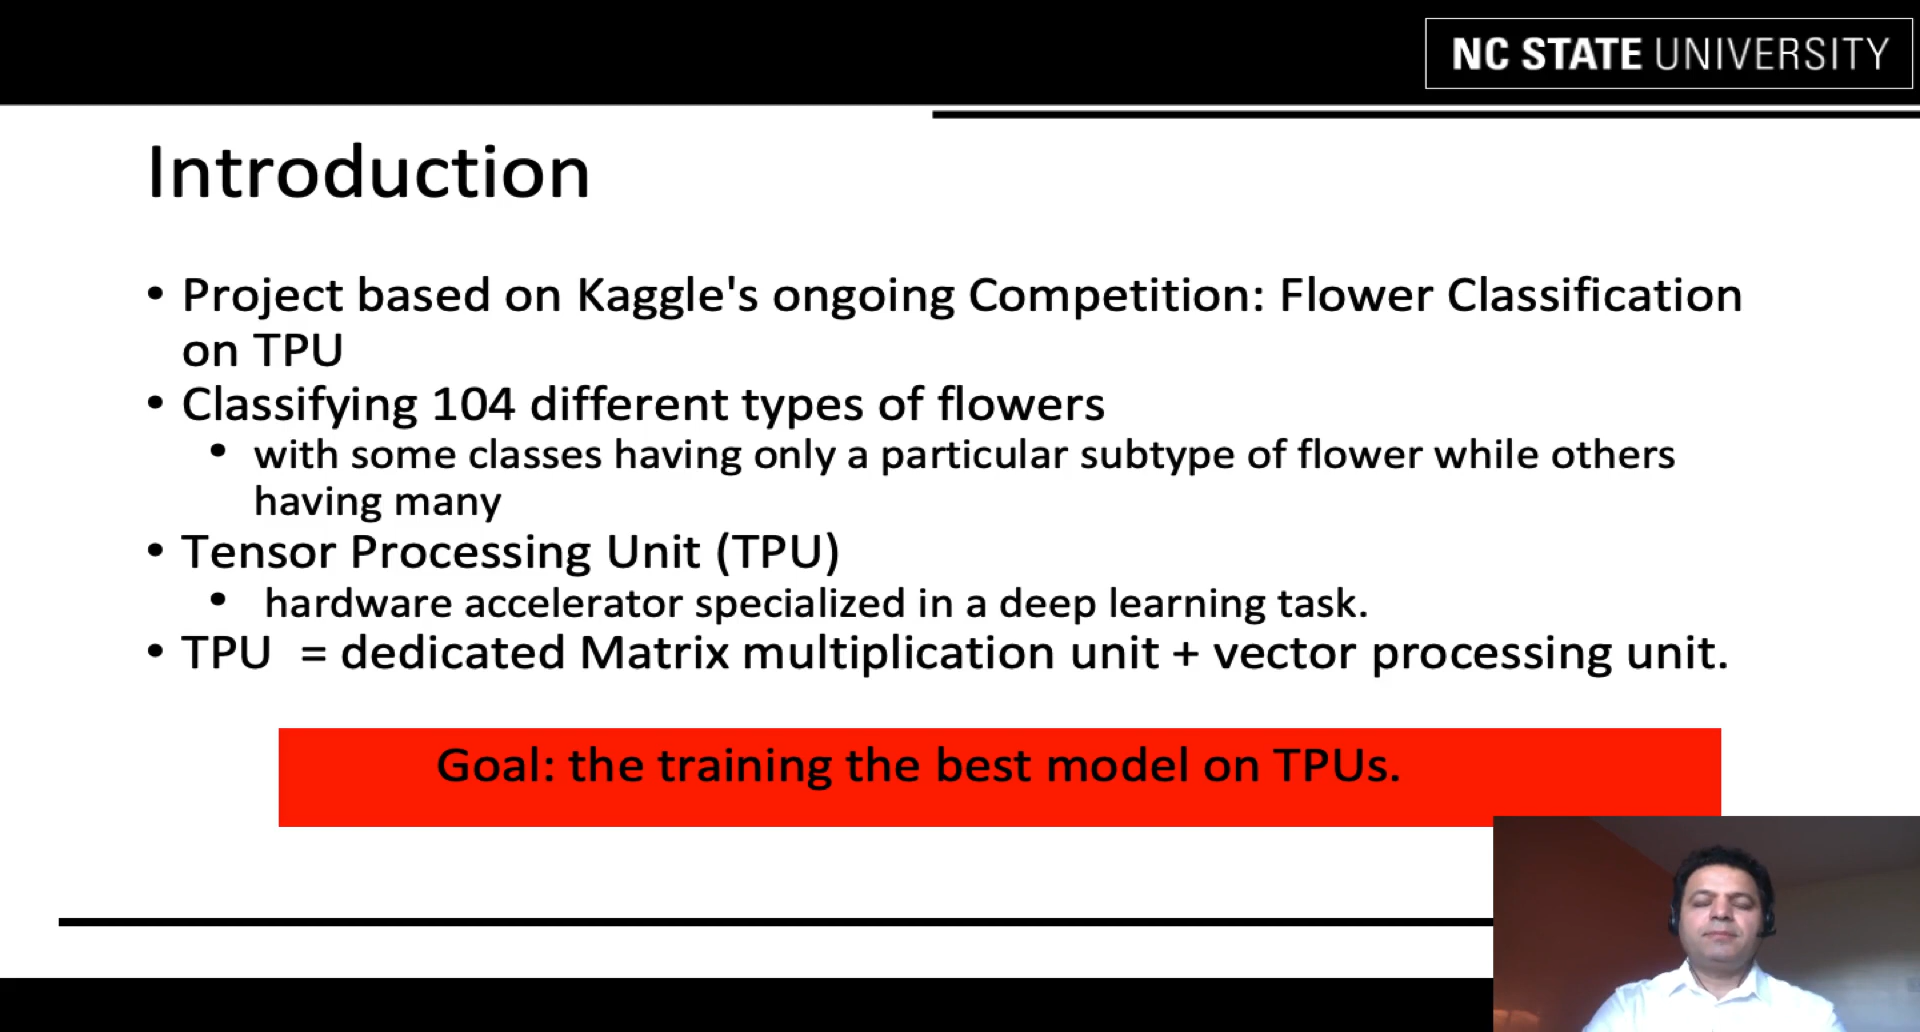 NC STATE UNIVERSITY
Introduction
• Project based on Kaggle's ongoing Competition: Flower Classification
on TPU
• Classifying 104 different types of flowers
• with some classes having only a particular subtype of flower while others
having many
• Tensor Processing Unit (TPU)
• hardware accelerator specialized in a deep learning task.
• TPU = dedicated Matrix multiplication unit + vector processing unit.
Goal: the training the best model on TPUs.